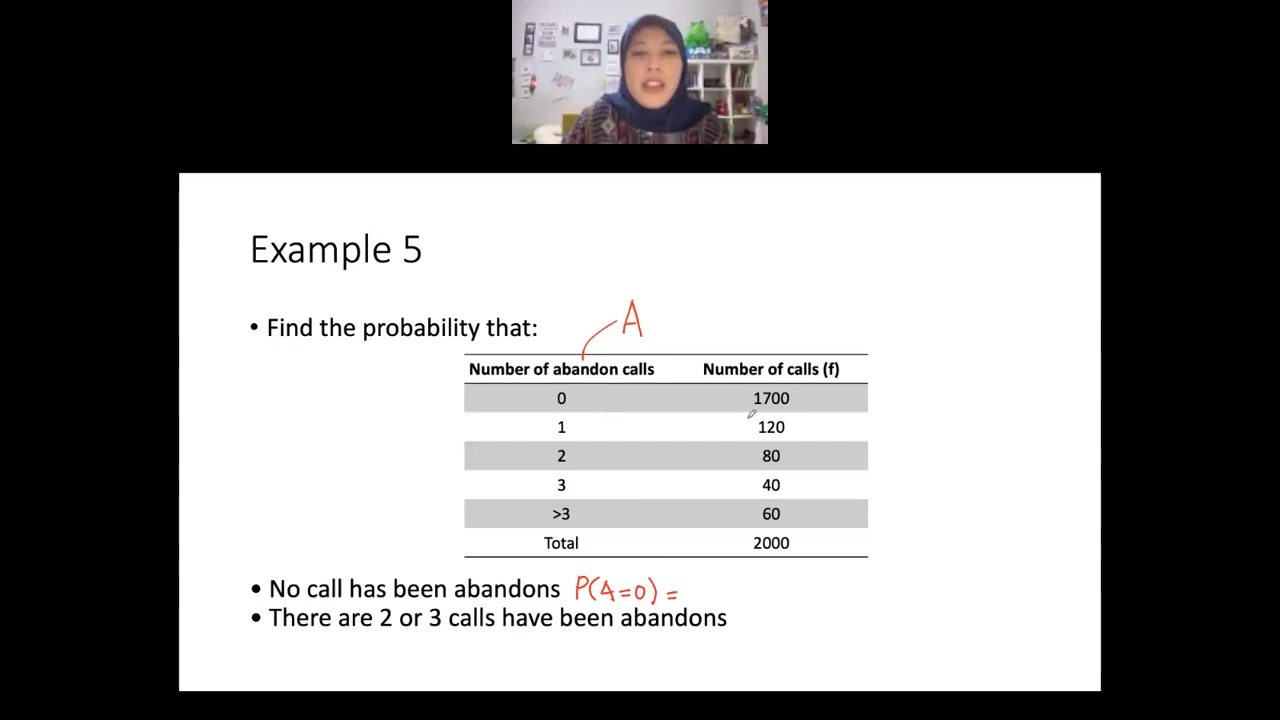 Example 5
• Find the probability that:
A
Number of abandon calls Number of calls (f)
0 1700
1 120
2 80
3 40
>3 60
Total 2000
• No call has been abandons P(A=0) =
• There are 2 or 3 calls have been abandons